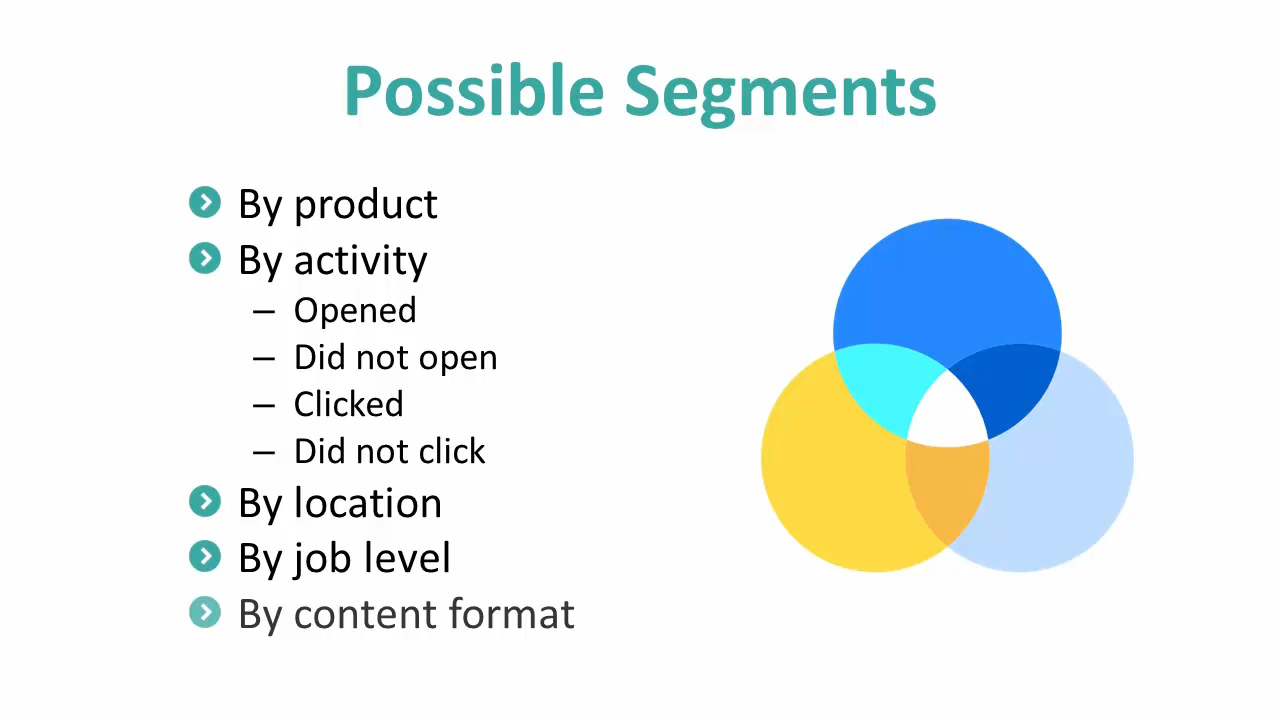 Possible Segments
By product
By activity
– Opened
– Did not open
– Clicked
– Did not click
By location
By job level
By content format